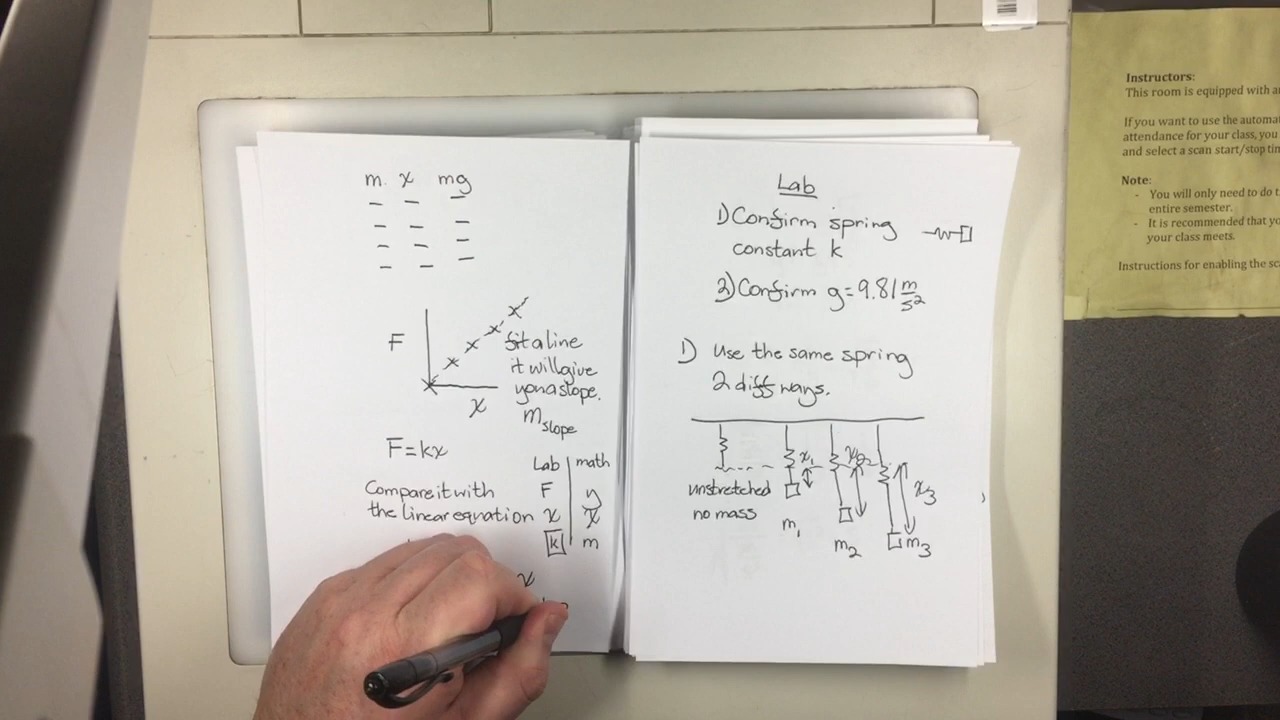 m. x mg
F
fit a line
it will give
you a slope.
m slope
x
F=kx
Lab | math
Compare it with
the linear equation
F | y
x | x
k | m
x
Lab
1) Confirm spring
constant k
2) Confirm g=9.81 m/s²
1) Use the same spring
2 diff ways.
x₁ x₂ x₃
unstretched
no mass
m₁
m₂
m₃
Instructors:
This room is equipped with
If you want to use the
attendance for your class, you
and select a scan start/stop
Note:
- You will only need to do
entire semester.
- It is recommended that
your class meets.
Instructions for enabling the